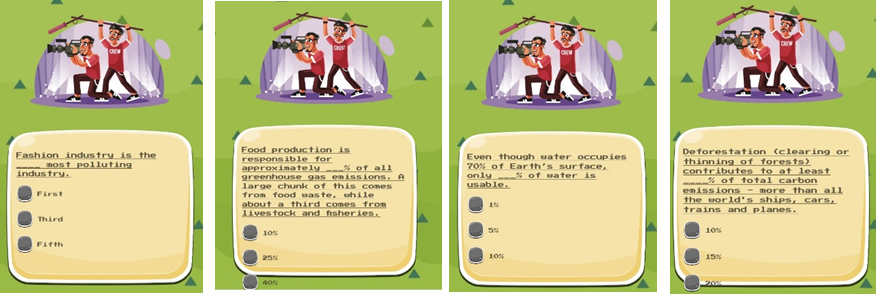 CREW
Fashion industry is the
____ most polluting
industry.
First
Third
Fifth
CREW
Food production is
responsible for
approximately ___% of all
greenhouse gas emissions. A
large chunk of this comes
from food waste, while
about a third comes from
livestock and fisheries.
10%
25%
40%
CREW
Even though water occupies
70% of Earth's surface,
only ___% of water is
usable.
1%
5%
10%
CREW
Deforestation (clearing or
thinning of forests)
contributes to at least
____% of total carbon
emissions - more than all
the world's ships, cars,
trains and planes.
10%
15%
20%